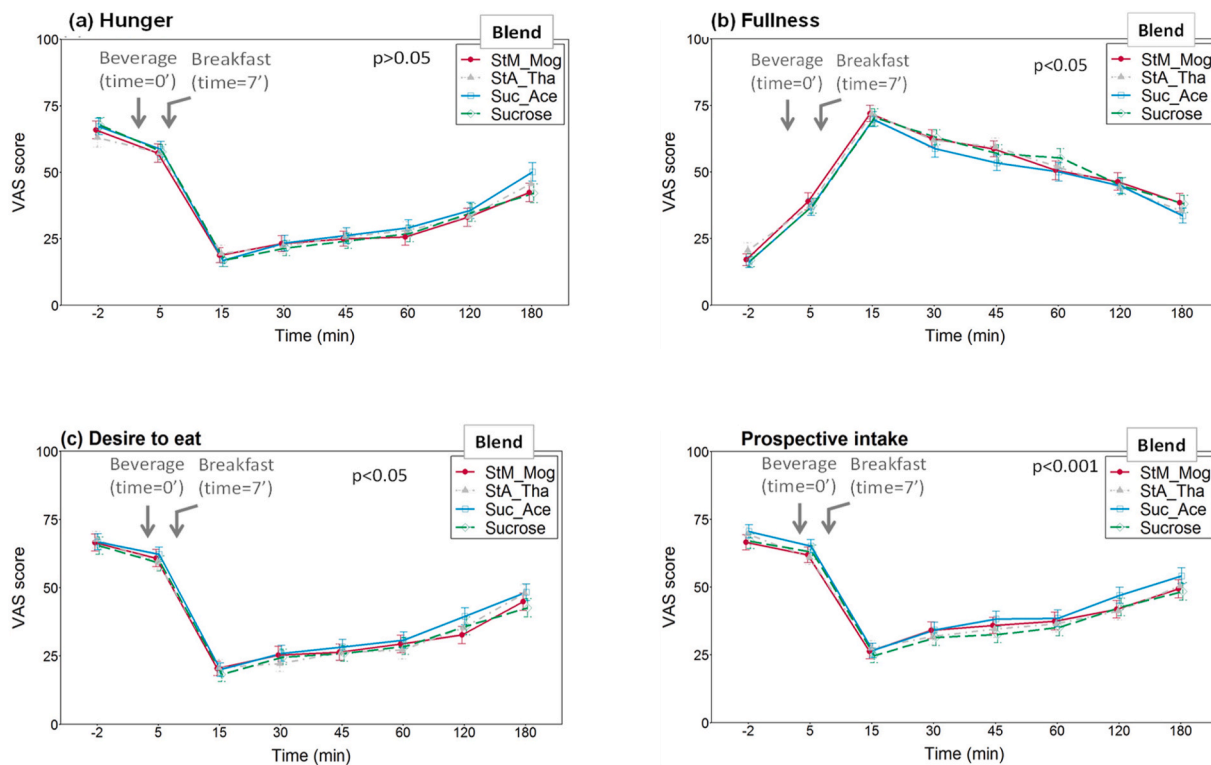 (a) Hunger
Blend
100
Beverage
(time=0')
Breakfast
(time=7')
p>0.05
StM_Mog
StA_Tha
Suc_Ace
Sucrose
75
50
25
0
VAS score
-2 5 15 30 45 60 120 180
Time (min)
(b) Fullness
Blend
100
Beverage
(time=0')
Breakfast
(time=7')
p<0.05
StM_Mog
StA_Tha
Suc_Ace
Sucrose
75
50
25
0
VAS score
-2 5 15 30 45 60 120 180
Time (min)
(c) Desire to eat
Blend
100
Beverage
(time=0')
Breakfast
(time=7')
p<0.05
StM_Mog
StA_Tha
Suc_Ace
Sucrose
75
50
25
0
VAS score
-2 5 15 30 45 60 120 180
Time (min)
Prospective intake
Blend
100
Beverage
(time=0')
Breakfast
(time=7')
p<0.001
StM_Mog
StA_Tha
Suc_Ace
Sucrose
75
50
25
0
VAS score
-2 5 15 30 45 60 120 180
Time (min)